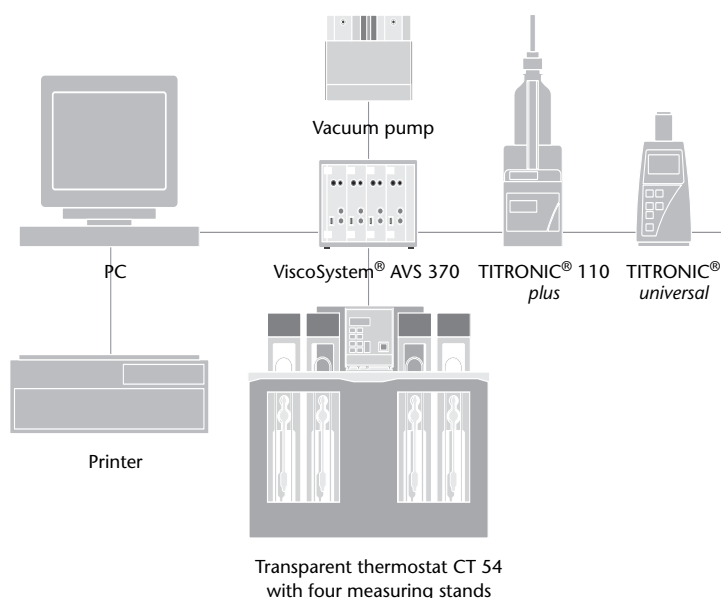 Vacuum pump
PC
ViscoSystem® AVS 370
TITRONIC® 110
plus
TITRONIC®
universal
Printer
Transparent thermostat CT 54
with four measuring stands